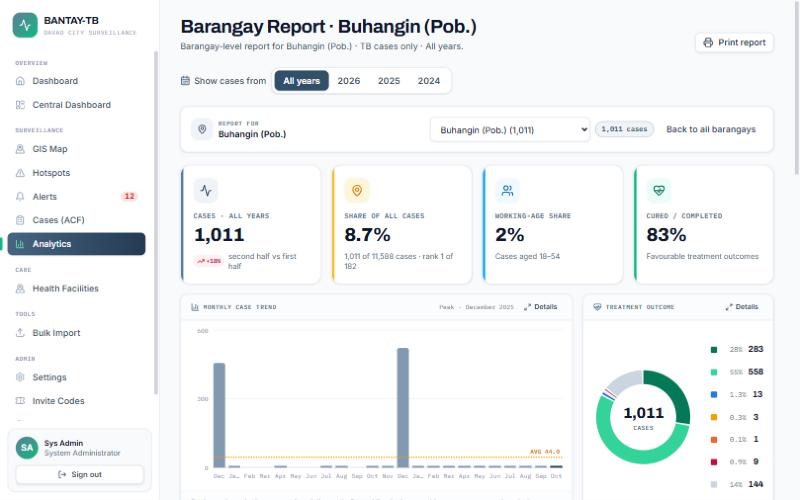 BANTAY-TB
DAVAO CITY SURVEILLANCE
OVERVIEW
Dashboard
Central Dashboard
SURVEILLANCE
GIS Map
Hotspots
Alerts 12
Cases (ACF)
Analytics
CARE
Health Facilities
TOOLS
Bulk Import
ADMIN
Settings
Invite Codes
SA
Sys Admin
System Administrator
Sign out
Barangay Report · Buhangin (Pob.)
Barangay-level report for Buhangin (Pob.) · TB cases only · All years.
Print report
Show cases from All years 2026 2025 2024
REPORT FOR
Buhangin (Pob.)
Buhangin (Pob.) (1,011) 1,011 cases Back to all barangays
CASES · ALL YEARS
1,011
+18% second half vs first
half
SHARE OF ALL CASES
8.7%
1,011 of 11,588 cases · rank 1 of
182
WORKING-AGE SHARE
2%
Cases aged 18–54
CURED / COMPLETED
83%
Favourable treatment outcomes
MONTHLY CASE TREND Peak · December 2025 Details
600
300
0
AVG 44.0
Dec Ja… Feb Mar Apr May Jun Jul Aug Sep Oct Nov Dec Ja… Feb Mar Apr May Jun Jul Aug Sep Oct
TREATMENT OUTCOME Details
1,011
CASES
28% 283
55% 558
1.3% 13
0.3% 3
0.1% 1
0.9% 9
14% 144